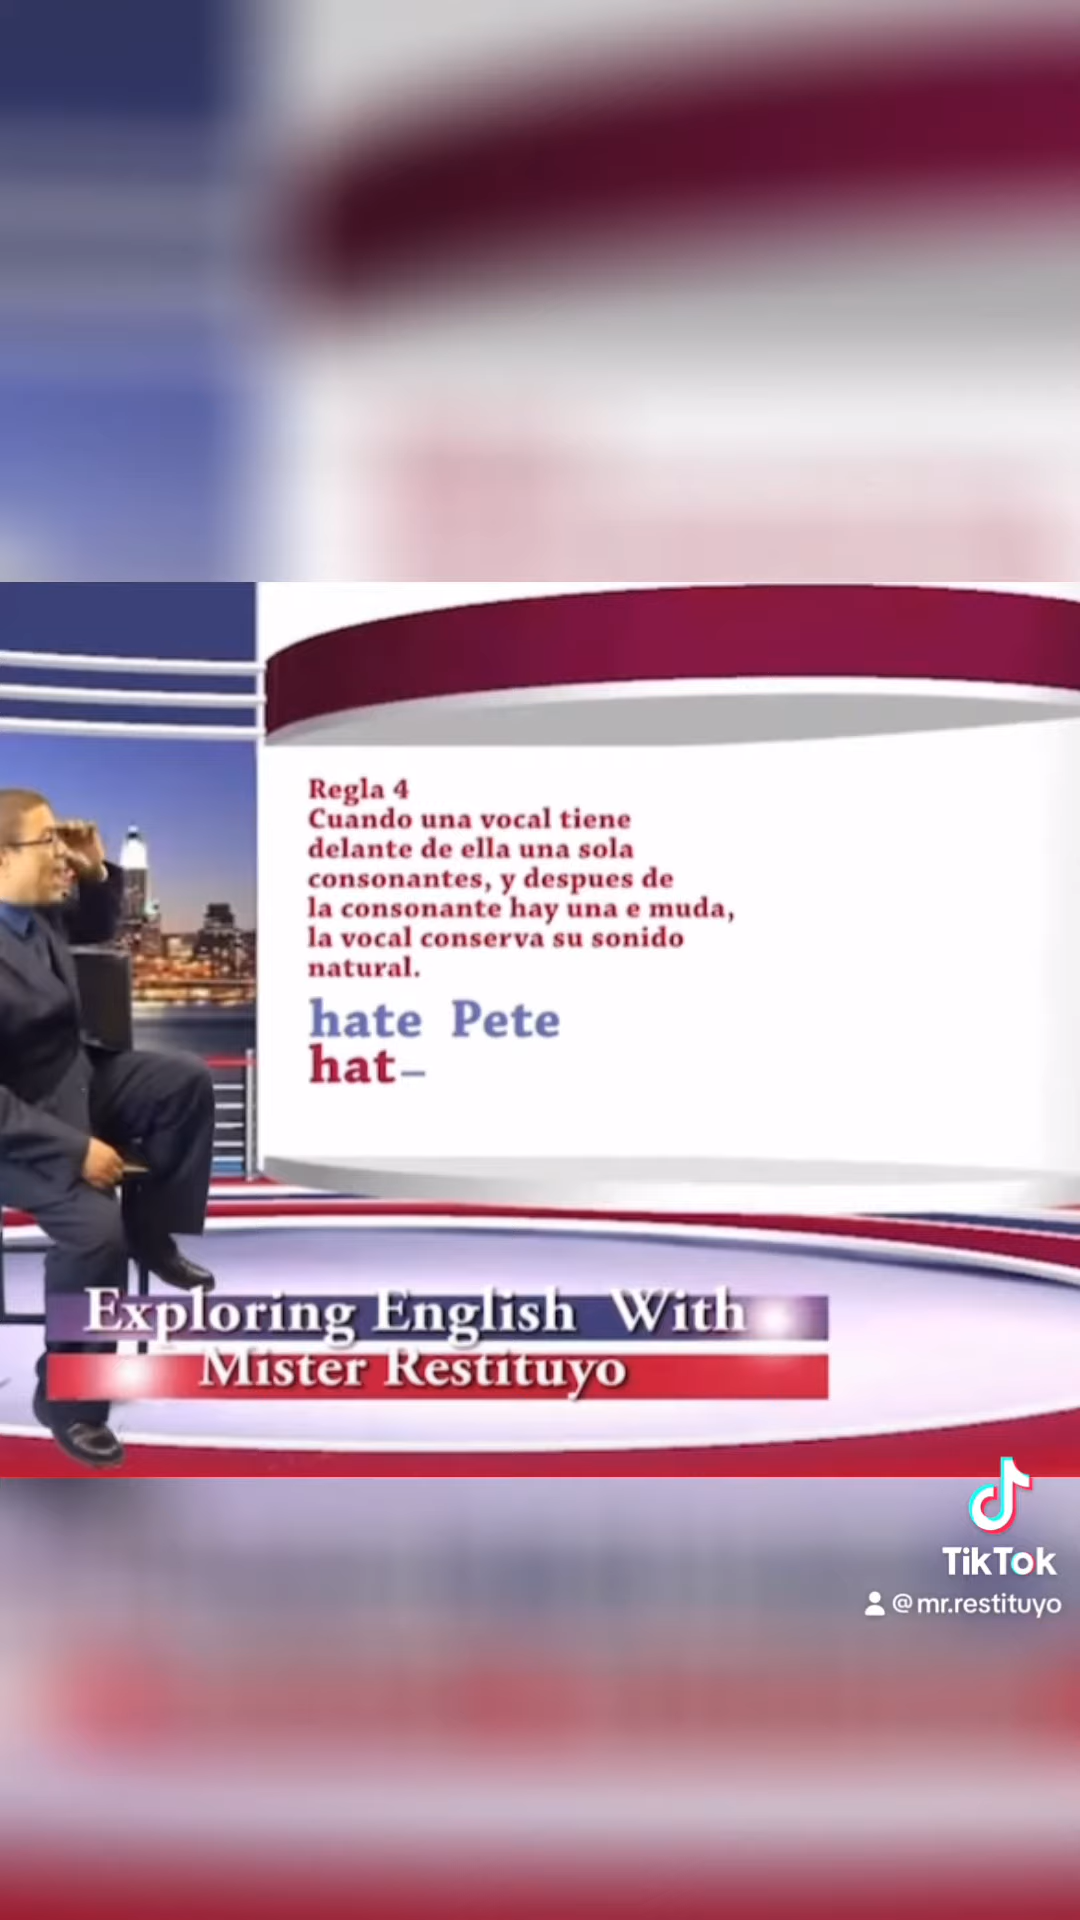 Regla 4
Cuando una vocal tiene
delante de ella una sola
consonantes, y despues de
la consonante hay una e muda,
la vocal conserva su sonido
natural.
hate Pete
hat–
Exploring English With
Mister Restituyo
TikTok
@mr.restituyo